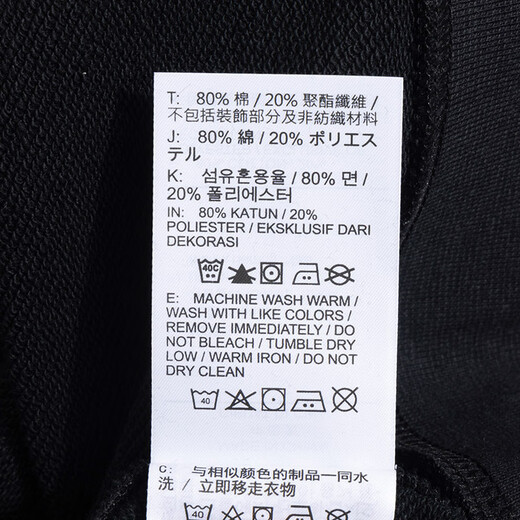 T: 80% 棉 / 20% 聚酯纖維 /
不包括裝飾部分及非紡織材料
J: 80% 綿 / 20% ポリエス
テル
K: 섬유혼용율 / 80% 면 /
20% 폴리에스터
IN: 80% KATUN / 20%
POLIESTER / EKSKLUSIF DARI
DEKORASI
40C
E: MACHINE WASH WARM /
WASH WITH LIKE COLORS /
REMOVE IMMEDIATELY / DO
NOT BLEACH / TUMBLE DRY
LOW / WARM IRON / DO NOT
DRY CLEAN
40
C: 与相似颜色的制品一同水
洗 / 立即移走衣物
40